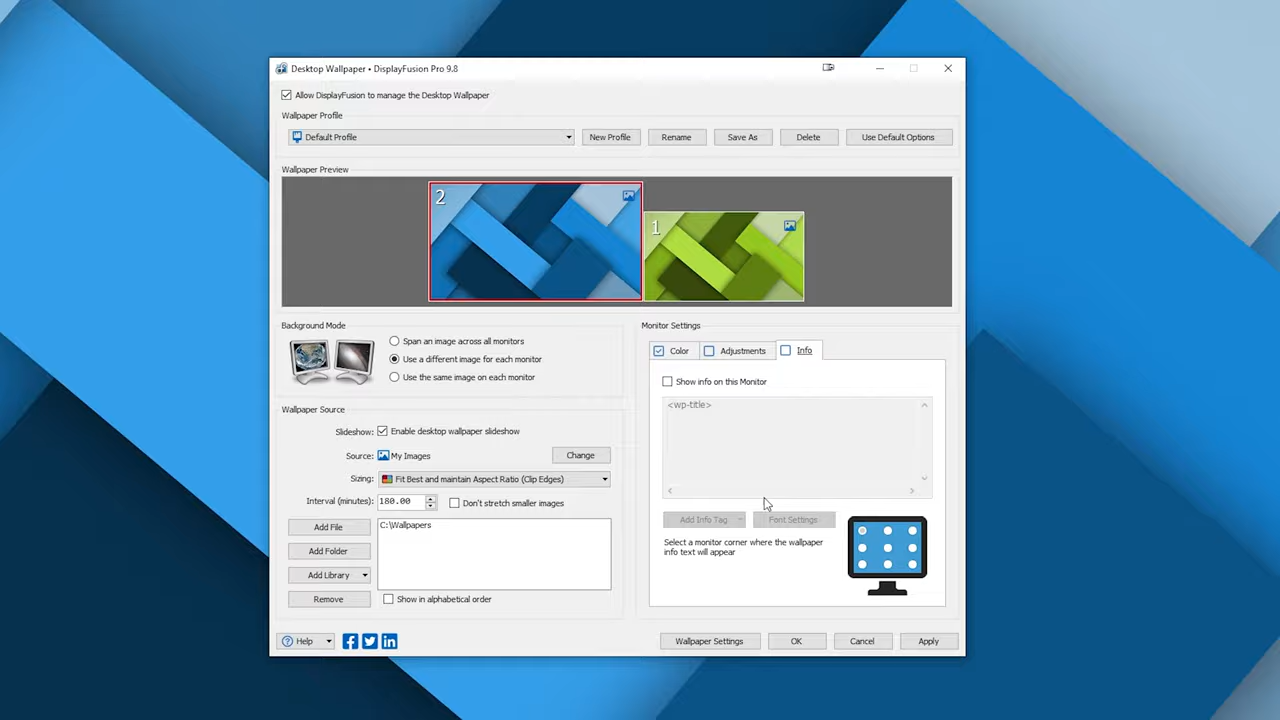 Desktop Wallpaper • DisplayFusion Pro 9.8
Allow DisplayFusion to manage the Desktop Wallpaper
Wallpaper Profile
Default Profile
New Profile
Rename
Save As
Delete
Use Default Options
Wallpaper Preview
2
1
Background Mode
Span an image across all monitors
Use a different image for each monitor
Use the same image on each monitor
Wallpaper Source
Slideshow:
Enable desktop wallpaper slideshow
Source:
My Images
Change
Sizing:
Fit Best and maintain Aspect Ratio (Clip Edges)
Interval (minutes):
180.00
Don't stretch smaller images
Add File
C:\Wallpapers
Add Folder
Add Library
Remove
Show in alphabetical order
Monitor Settings
Color
Adjustments
Info
Show info on this Monitor
<wp-title>
Add Info Tag
Font Settings
Select a monitor corner where the wallpaper
info text will appear
Help
Wallpaper Settings
OK
Cancel
Apply